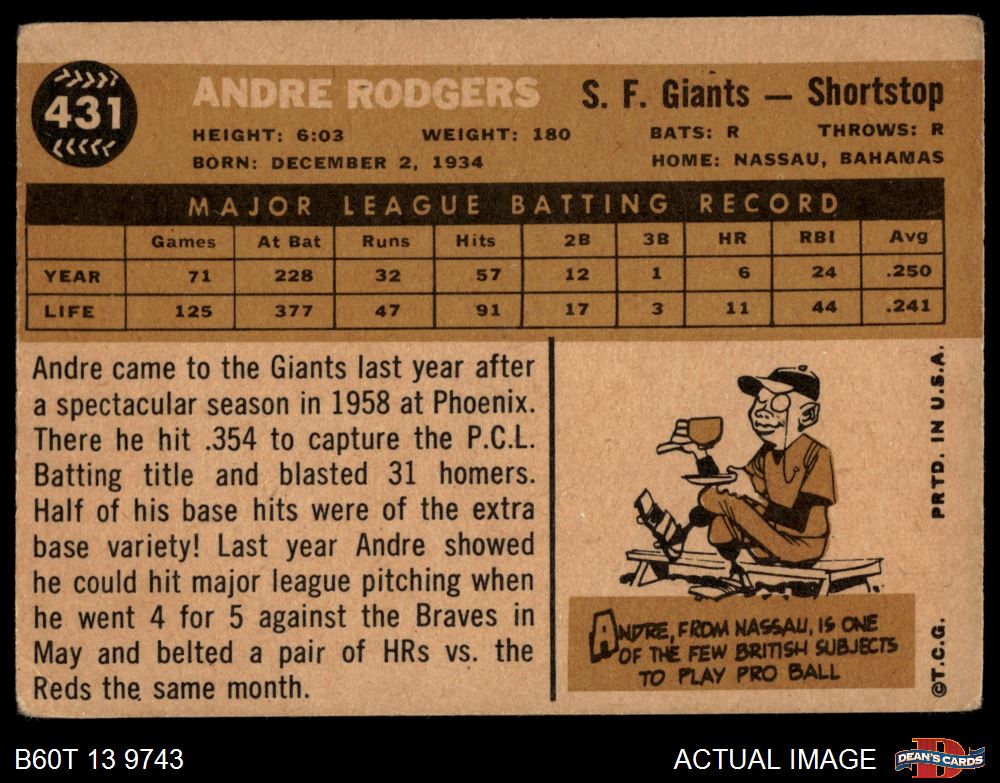 431
ANDRE RODGERS
S. F. Giants — Shortstop
HEIGHT: 6:03 WEIGHT: 180 BATS: R THROWS: R
BORN: DECEMBER 2, 1934 HOME: NASSAU, BAHAMAS
MAJOR LEAGUE BATTING RECORD
Games At Bat Runs Hits 2B 3B HR RBI Avg
YEAR 71 228 32 57 12 1 6 24 .250
LIFE 125 377 47 91 17 3 11 44 .241
Andre came to the Giants last year after
a spectacular season in 1958 at Phoenix.
There he hit .354 to capture the P.C.L.
Batting title and blasted 31 homers.
Half of his base hits were of the extra
base variety! Last year Andre showed
he could hit major league pitching when
he went 4 for 5 against the Braves in
May and belted a pair of HRs vs. the
Reds the same month.
ANDRE, FROM NASSAU, IS ONE
OF THE FEW BRITISH SUBJECTS
TO PLAY PRO BALL
©T.C.G. PRTD. IN U.S.A.
B60T 13 9743
ACTUAL IMAGE
D
DEAN'S CARDS